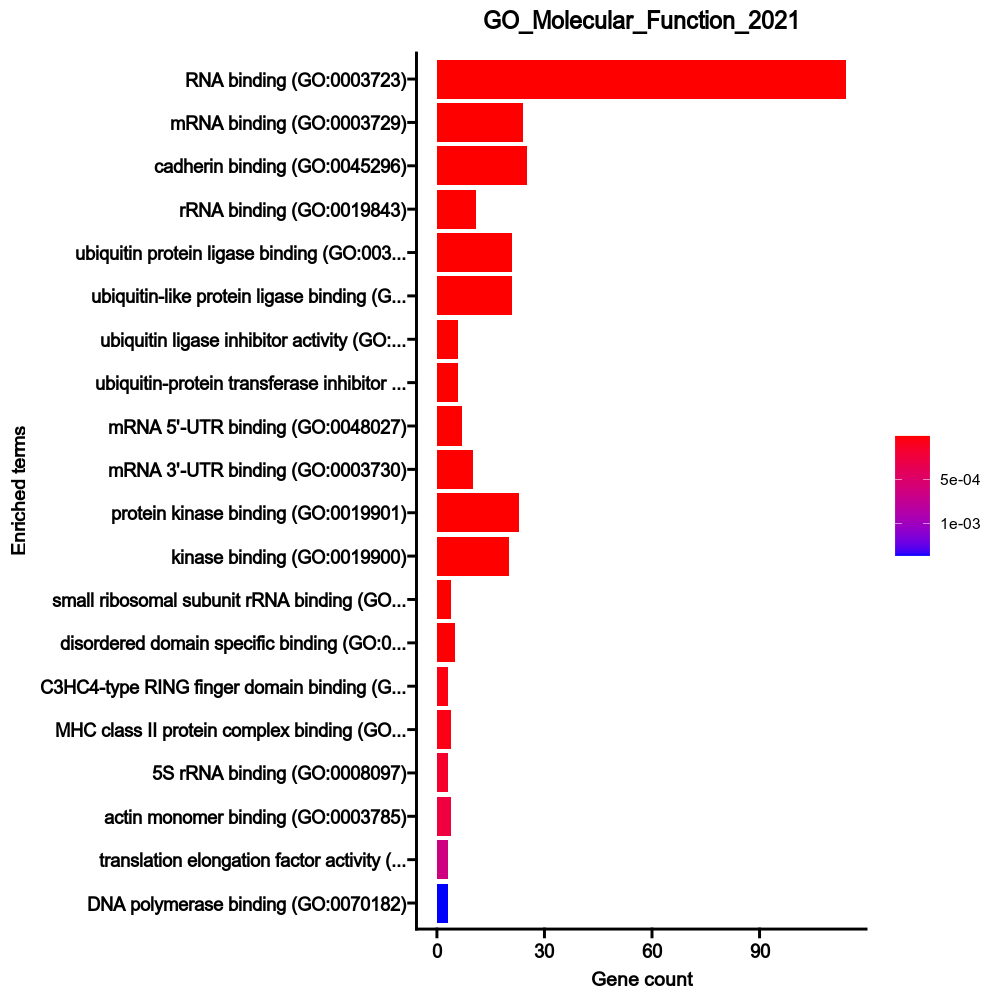 GO_Molecular_Function_2021
RNA binding (GO:0003723)
mRNA binding (GO:0003729)
cadherin binding (GO:0045296)
rRNA binding (GO:0019843)
ubiquitin protein ligase binding (GO:003...
ubiquitin-like protein ligase binding (G...
ubiquitin ligase inhibitor activity (GO:...
ubiquitin-protein transferase inhibitor ...
mRNA 5'-UTR binding (GO:0048027)
mRNA 3'-UTR binding (GO:0003730)
protein kinase binding (GO:0019901)
kinase binding (GO:0019900)
small ribosomal subunit rRNA binding (GO...
disordered domain specific binding (GO:0...
C3HC4-type RING finger domain binding (G...
MHC class II protein complex binding (GO...
5S rRNA binding (GO:0008097)
actin monomer binding (GO:0003785)
translation elongation factor activity (...
DNA polymerase binding (GO:0070182)
Enriched terms
0 30 60 90
Gene count
5e-04
1e-03